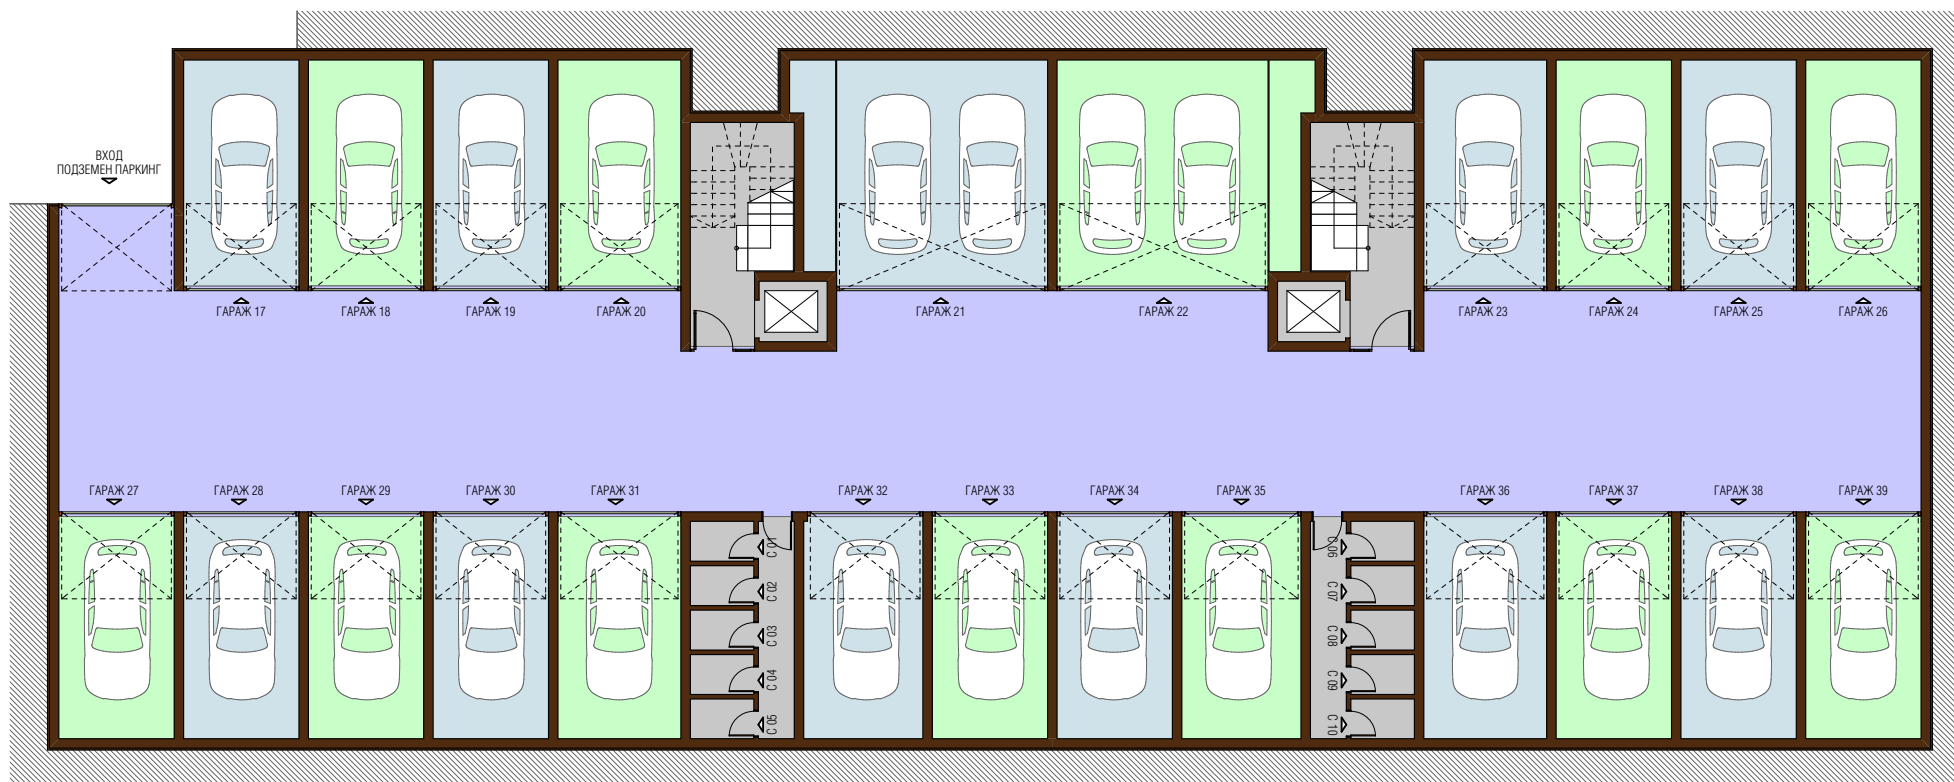 ВХОД
ПОДЗЕМЕН ПАРКИНГ
ГАРАЖ 17
ГАРАЖ 18
ГАРАЖ 19
ГАРАЖ 20
ГАРАЖ 21
ГАРАЖ 22
ГАРАЖ 23
ГАРАЖ 24
ГАРАЖ 25
ГАРАЖ 26
ГАРАЖ 27
ГАРАЖ 28
ГАРАЖ 29
ГАРАЖ 30
ГАРАЖ 31
ГАРАЖ 32
ГАРАЖ 33
ГАРАЖ 34
ГАРАЖ 35
ГАРАЖ 36
ГАРАЖ 37
ГАРАЖ 38
ГАРАЖ 39
С 01
С 02
С 03
С 04
С 05
С 06
С 07
С 08
С 09
С 10